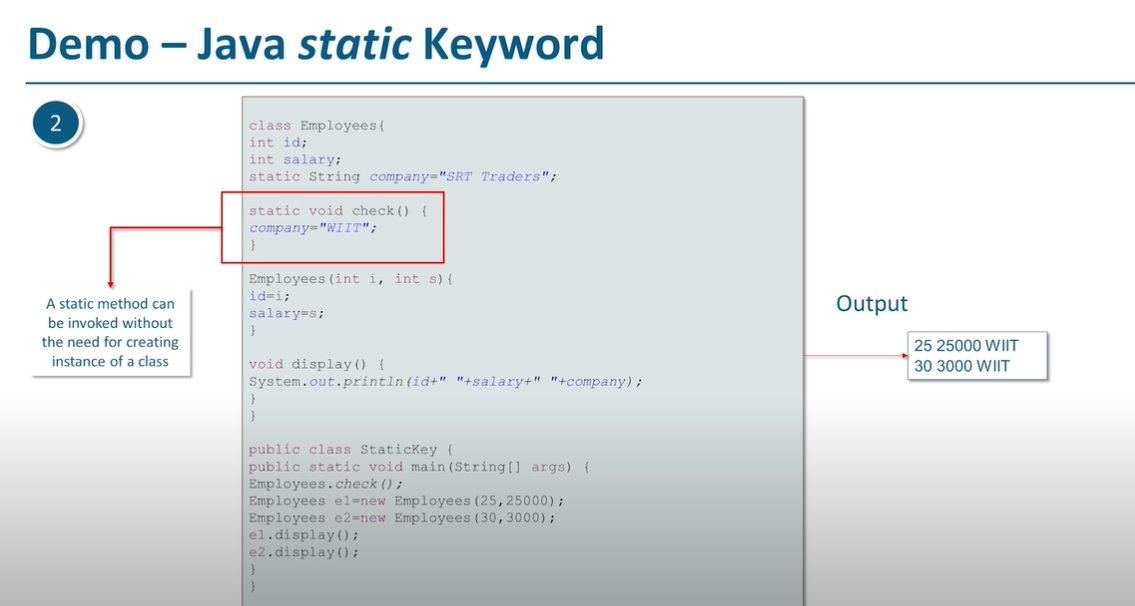 Demo – Java static Keyword
2
class Employees{
int id;
int salary;
static String company="SRT Traders";
static void check() {
company="WIIT";
}
Employees(int i, int s){
id=i;
salary=s;
}
void display() {
System.out.println(id+" "+salary+" "+company);
}
}
public class StaticKey {
public static void main(String[] args) {
Employees.check();
Employees e1=new Employees(25,25000);
Employees e2=new Employees(30,3000);
e1.display();
e2.display();
}
}
A static method can
be invoked without
the need for creating
instance of a class
Output
25 25000 WIIT
30 3000 WIIT